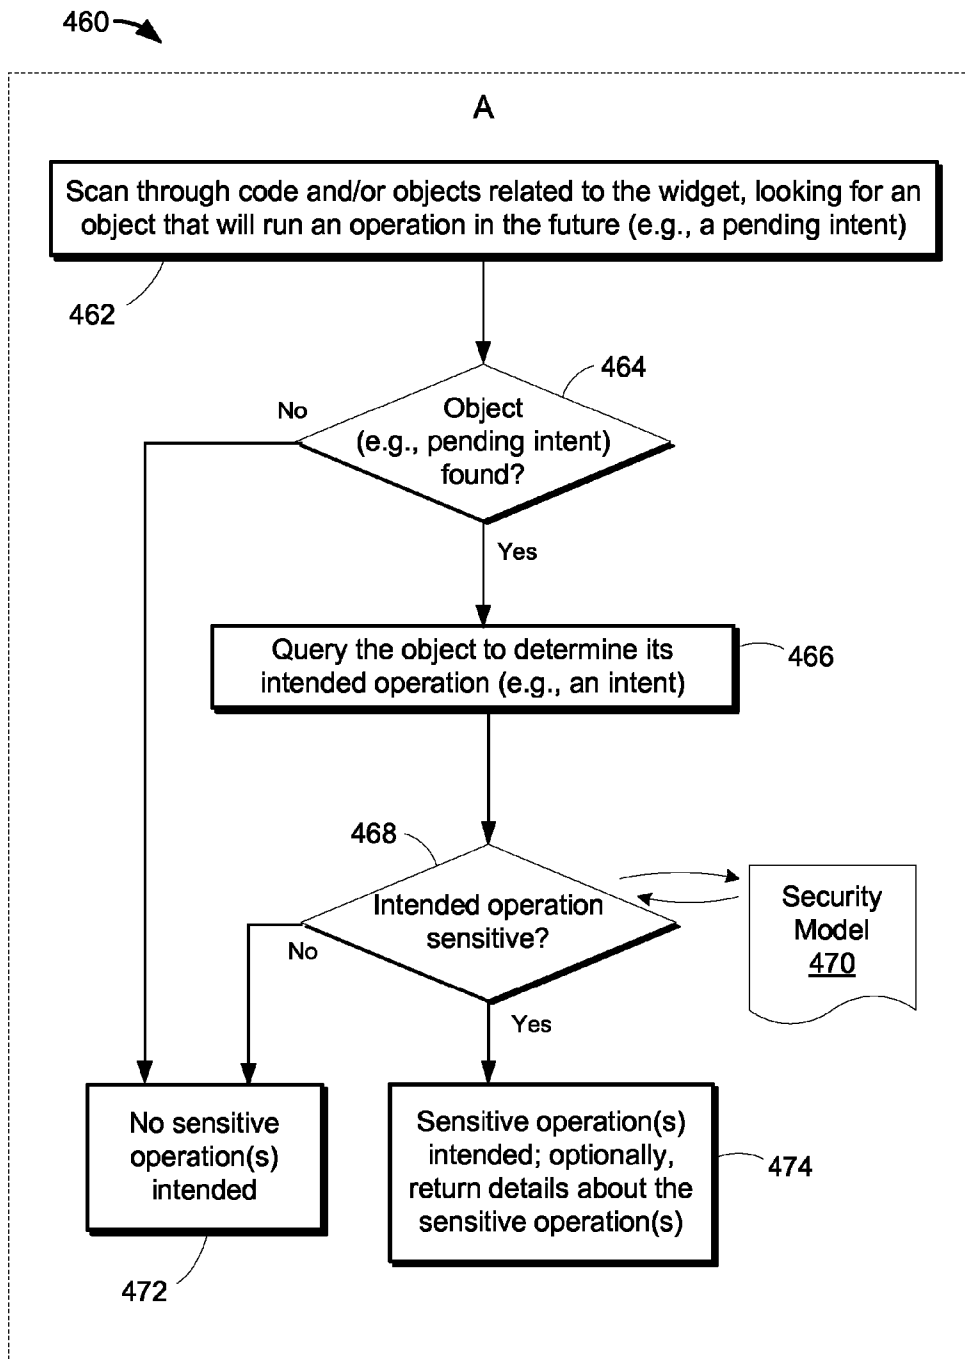 460
A
Scan through code and/or objects related to the widget, looking for an
object that will run an operation in the future (e.g., a pending intent)
462
464
No
Object
(e.g., pending intent)
found?
Yes
Query the object to determine its
intended operation (e.g., an intent)
466
468
Intended operation
sensitive?
No
Security
Model
470
Yes
No sensitive
operation(s)
intended
Sensitive operation(s)
intended; optionally,
return details about the
sensitive operation(s)
474
472